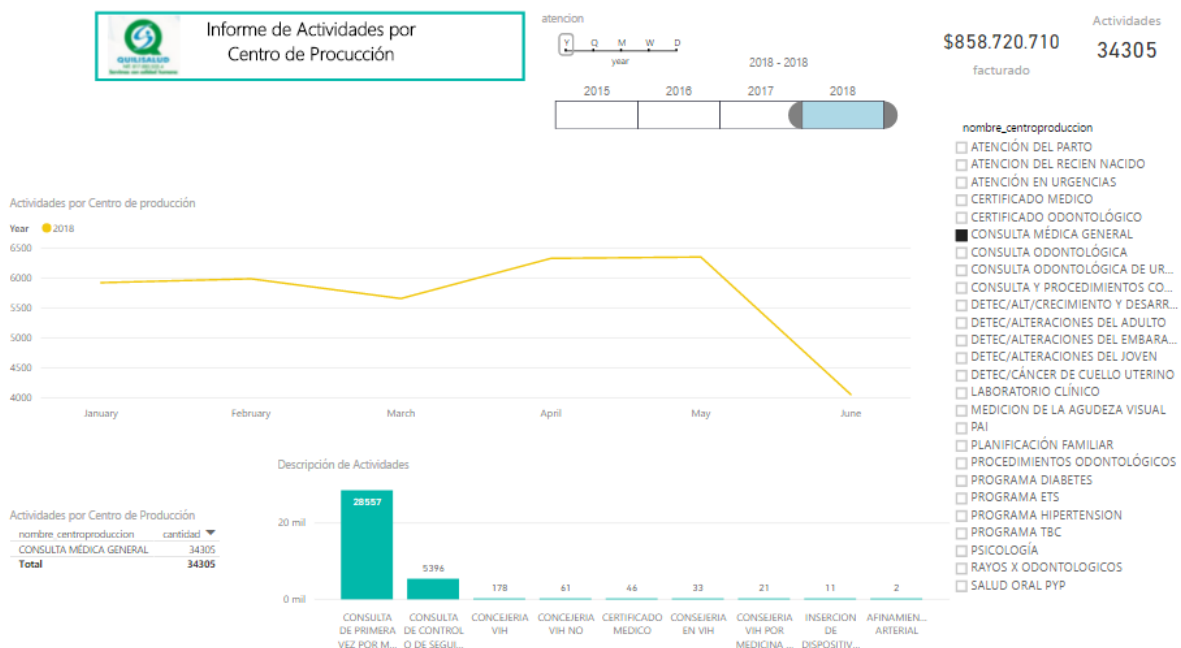 Informe de Actividades por
Centro de Procucción
QUILISALUD
Servicios con calidad humana
atencion
Y Q M W D
year
2018 - 2018
2015 2016 2017 2018
$858.720.710
facturado
Actividades
34305
nombre_centroproduccion
ATENCIÓN DEL PARTO
ATENCION DEL RECIEN NACIDO
ATENCIÓN EN URGENCIAS
CERTIFICADO MEDICO
CERTIFICADO ODONTOLÓGICO
CONSULTA MÉDICA GENERAL
CONSULTA ODONTOLÓGICA
CONSULTA ODONTOLÓGICA DE UR...
CONSULTA Y PROCEDIMIENTOS CO...
DETEC/ALT/CRECIMIENTO Y DESARR...
DETEC/ALTERACIONES DEL ADULTO
DETEC/ALTERACIONES DEL EMBARA...
DETEC/ALTERACIONES DEL JOVEN
DETEC/CÁNCER DE CUELLO UTERINO
LABORATORIO CLÍNICO
MEDICION DE LA AGUDEZA VISUAL
PAI
PLANIFICACIÓN FAMILIAR
PROCEDIMIENTOS ODONTOLÓGICOS
PROGRAMA DIABETES
PROGRAMA ETS
PROGRAMA HIPERTENSION
PROGRAMA TBC
PSICOLOGÍA
RAYOS X ODONTOLOGICOS
SALUD ORAL PYP
Actividades por Centro de producción
Year 2018
6500
6000
5500
5000
4500
4000
January February March April May June
Actividades por Centro de Producción
nombre_centroproduccion cantidad
CONSULTA MÉDICA GENERAL 34305
Total 34305
Descripción de Actividades
20 mil
0 mil
28557 5396 178 61 46 33 21 11 2
CONSULTA DE PRIMERA VEZ POR M...
CONSULTA DE CONTROL O DE SEGUI...
CONCEJERIA VIH
CONCEJERIA VIH NO
CERTIFICADO MEDICO
CONSEJERIA EN VIH
CONSEJERIA VIH POR MEDICINA ...
INSERCION DE DISPOSITIV...
AFINAMIEN... ARTERIAL